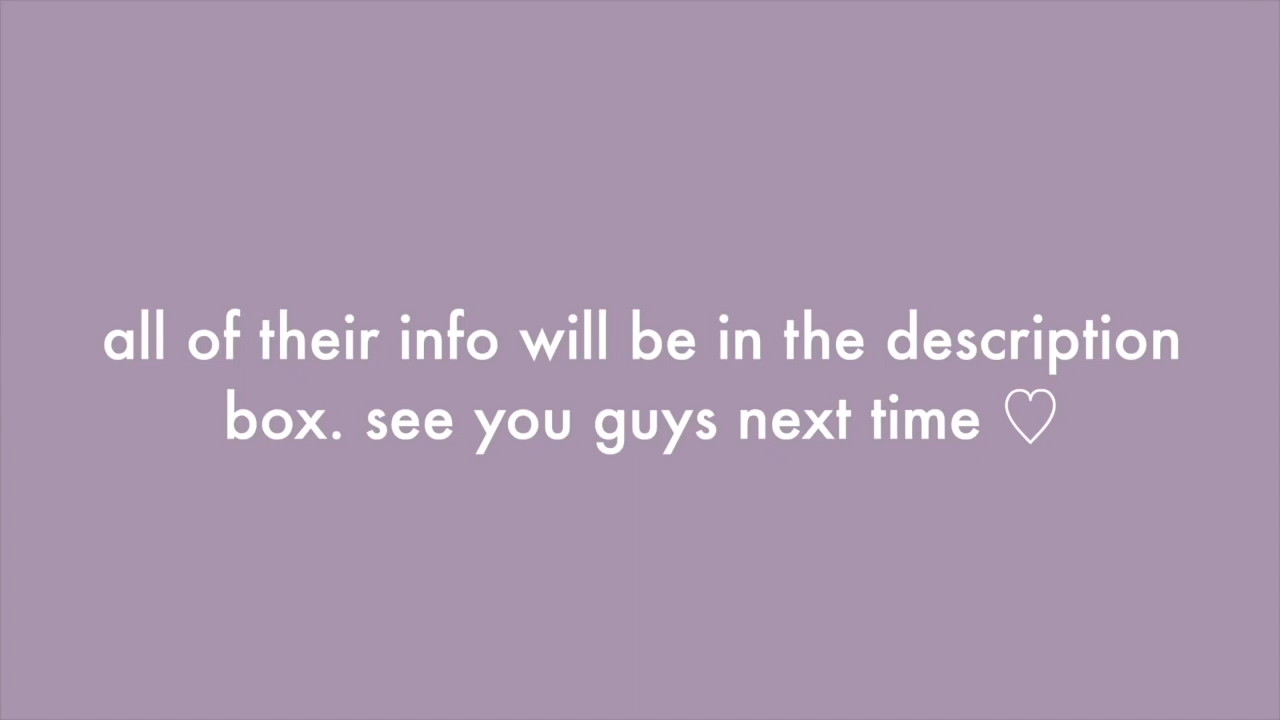 all of their info will be in the description
box. see you guys next time ♡